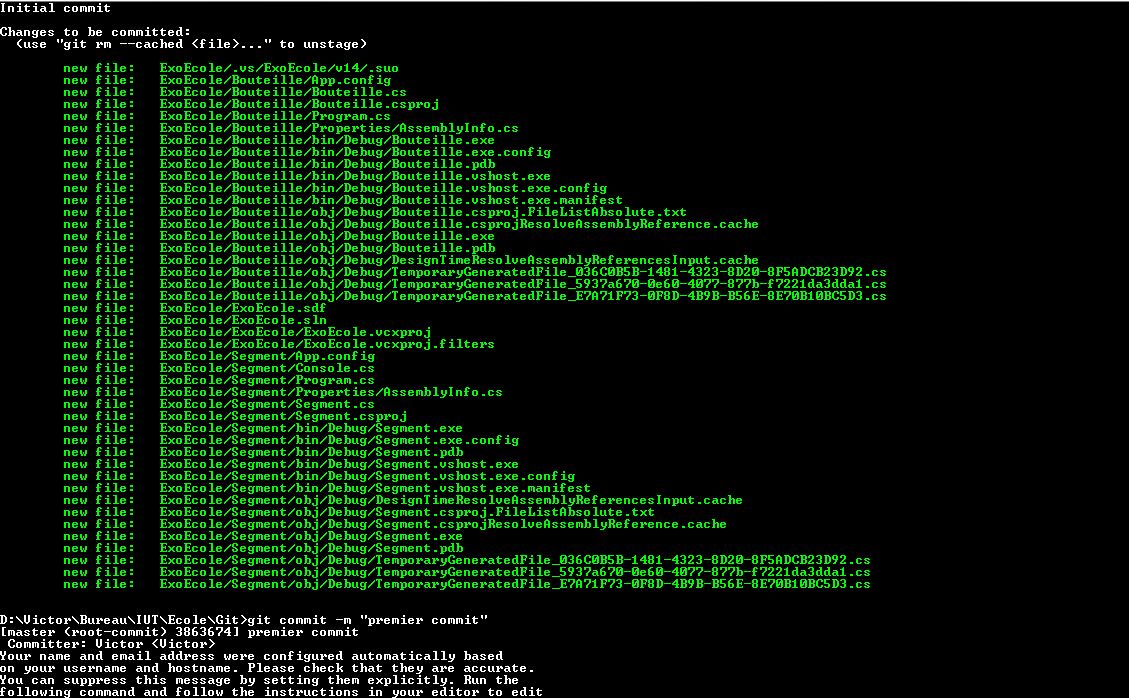 Initial commit
Changes to be committed:
(use "git rm --cached <file>..." to unstage)
new file: ExoEcole/.vs/ExoEcole/v14/.suo
new file: ExoEcole/Bouteille/App.config
new file: ExoEcole/Bouteille/Bouteille.cs
new file: ExoEcole/Bouteille/Bouteille.csproj
new file: ExoEcole/Bouteille/Program.cs
new file: ExoEcole/Bouteille/Properties/AssemblyInfo.cs
new file: ExoEcole/Bouteille/bin/Debug/Bouteille.exe
new file: ExoEcole/Bouteille/bin/Debug/Bouteille.exe.config
new file: ExoEcole/Bouteille/bin/Debug/Bouteille.pdb
new file: ExoEcole/Bouteille/bin/Debug/Bouteille.vshost.exe
new file: ExoEcole/Bouteille/bin/Debug/Bouteille.vshost.exe.config
new file: ExoEcole/Bouteille/bin/Debug/Bouteille.vshost.exe.manifest
new file: ExoEcole/Bouteille/obj/Debug/Bouteille.csproj.FileListAbsolute.txt
new file: ExoEcole/Bouteille/obj/Debug/Bouteille.csprojResolveAssemblyReference.cache
new file: ExoEcole/Bouteille/obj/Debug/Bouteille.exe
new file: ExoEcole/Bouteille/obj/Debug/Bouteille.pdb
new file: ExoEcole/Bouteille/obj/Debug/DesignTimeResolveAssemblyReferencesInput.cache
new file: ExoEcole/Bouteille/obj/Debug/TemporaryGeneratedFile_036C0B5B-1481-4323-8D20-8F5ADCB23D92.cs
new file: ExoEcole/Bouteille/obj/Debug/TemporaryGeneratedFile_5937a670-0e60-4077-877b-f7221da3dda1.cs
new file: ExoEcole/Bouteille/obj/Debug/TemporaryGeneratedFile_E7A71F73-0F8D-4B9B-B56E-8E70B10BC5D3.cs
new file: ExoEcole/ExoEcole.sdf
new file: ExoEcole/ExoEcole.sln
new file: ExoEcole/ExoEcole/ExoEcole.vcxproj
new file: ExoEcole/ExoEcole/ExoEcole.vcxproj.filters
new file: ExoEcole/Segment/App.config
new file: ExoEcole/Segment/Console.cs
new file: ExoEcole/Segment/Program.cs
new file: ExoEcole/Segment/Properties/AssemblyInfo.cs
new file: ExoEcole/Segment/Segment.cs
new file: ExoEcole/Segment/Segment.csproj
new file: ExoEcole/Segment/bin/Debug/Segment.exe
new file: ExoEcole/Segment/bin/Debug/Segment.exe.config
new file: ExoEcole/Segment/bin/Debug/Segment.pdb
new file: ExoEcole/Segment/bin/Debug/Segment.vshost.exe
new file: ExoEcole/Segment/bin/Debug/Segment.vshost.exe.config
new file: ExoEcole/Segment/bin/Debug/Segment.vshost.exe.manifest
new file: ExoEcole/Segment/obj/Debug/DesignTimeResolveAssemblyReferencesInput.cache
new file: ExoEcole/Segment/obj/Debug/Segment.csproj.FileListAbsolute.txt
new file: ExoEcole/Segment/obj/Debug/Segment.csprojResolveAssemblyReference.cache
new file: ExoEcole/Segment/obj/Debug/Segment.exe
new file: ExoEcole/Segment/obj/Debug/Segment.pdb
new file: ExoEcole/Segment/obj/Debug/TemporaryGeneratedFile_036C0B5B-1481-4323-8D20-8F5ADCB23D92.cs
new file: ExoEcole/Segment/obj/Debug/TemporaryGeneratedFile_5937a670-0e60-4077-877b-f7221da3dda1.cs
new file: ExoEcole/Segment/obj/Debug/TemporaryGeneratedFile_E7A71F73-0F8D-4B9B-B56E-8E70B10BC5D3.cs
D:\Victor\Bureau\IUT\Ecole\Git>git commit -m "premier commit"
[master (root-commit) 3863674] premier commit
Committer: Victor <Victor>
Your name and email address were configured automatically based
on your username and hostname. Please check that they are accurate.
You can suppress this message by setting them explicitly. Run the
following command and follow the instructions in your editor to edit